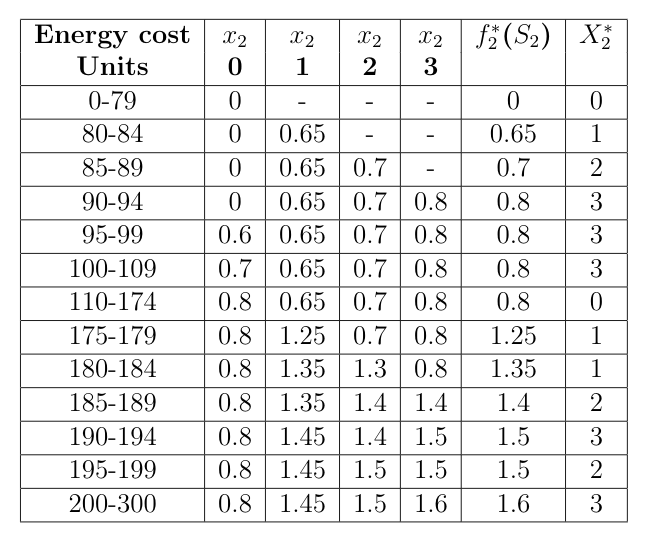 Energy cost x₂ x₂ x₂ x₂ f₂*(S₂) X₂*
Units 0 1 2 3
0-79 0 - - - 0 0
80-84 0 0.65 - - 0.65 1
85-89 0 0.65 0.7 - 0.7 2
90-94 0 0.65 0.7 0.8 0.8 3
95-99 0.6 0.65 0.7 0.8 0.8 3
100-109 0.7 0.65 0.7 0.8 0.8 3
110-174 0.8 0.65 0.7 0.8 0.8 0
175-179 0.8 1.25 0.7 0.8 1.25 1
180-184 0.8 1.35 1.3 0.8 1.35 1
185-189 0.8 1.35 1.4 1.4 1.4 2
190-194 0.8 1.45 1.4 1.5 1.5 3
195-199 0.8 1.45 1.5 1.5 1.5 2
200-300 0.8 1.45 1.5 1.6 1.6 3